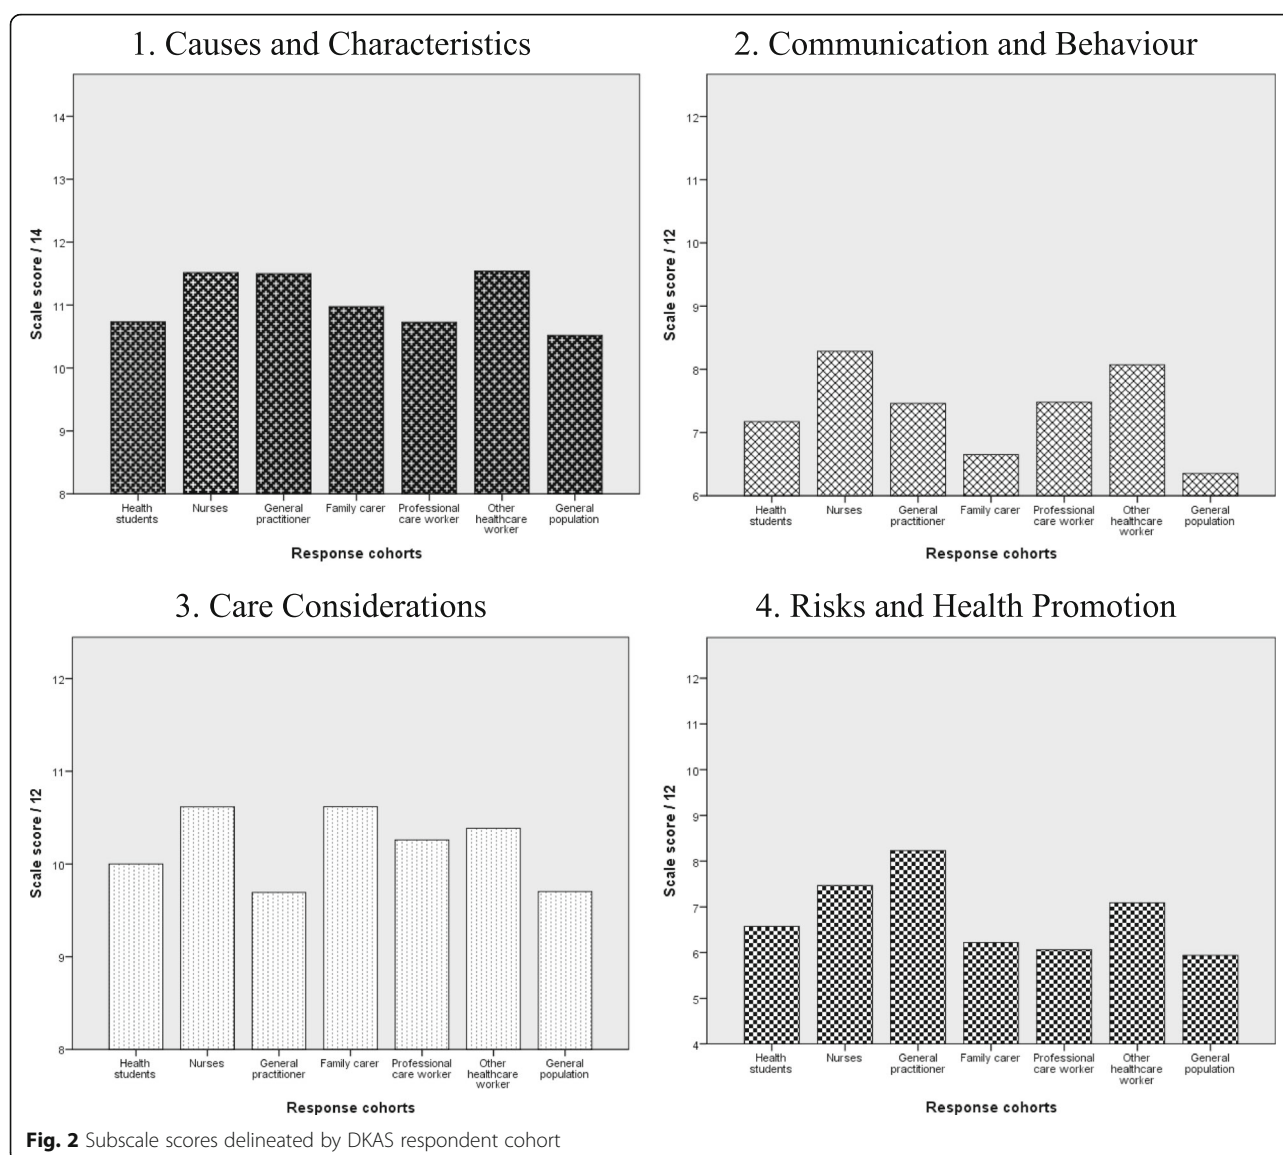 1. Causes and Characteristics
14
13
12
11
10
9
8
Scale score / 14
Health students
Nurses
General practitioner
Family carer
Professional care worker
Other healthcare worker
General population
Response cohorts
2. Communication and Behaviour
12
11
10
9
8
7
6
Scale score / 12
Health students
Nurses
General practitioner
Family carer
Professional care worker
Other healthcare worker
General population
Response cohorts
3. Care Considerations
12
11
10
9
8
Scale score / 12
Health students
Nurses
General practitioner
Family carer
Professional care worker
Other healthcare worker
General population
Response cohorts
4. Risks and Health Promotion
12
11
10
9
8
7
6
5
4
Scale score / 12
Health students
Nurses
General practitioner
Family carer
Professional care worker
Other healthcare worker
General population
Response cohorts
Fig. 2 Subscale scores delineated by DKAS respondent cohort